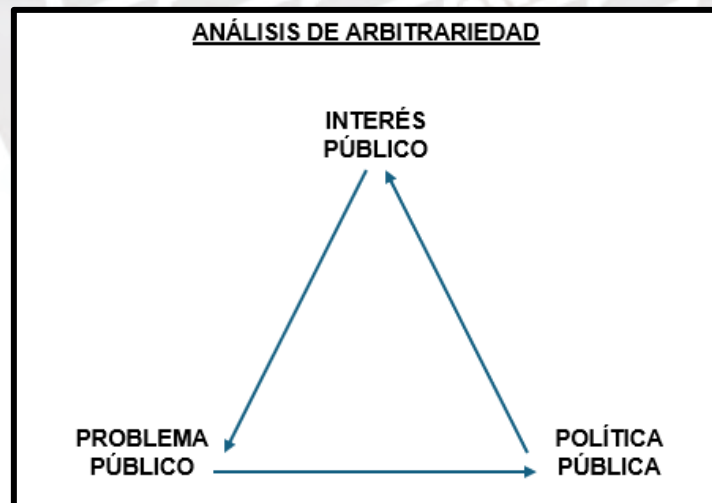 ANÁLISIS DE ARBITRARIEDAD
INTERÉS
PÚBLICO
PROBLEMA
PÚBLICO
POLÍTICA
PÚBLICA